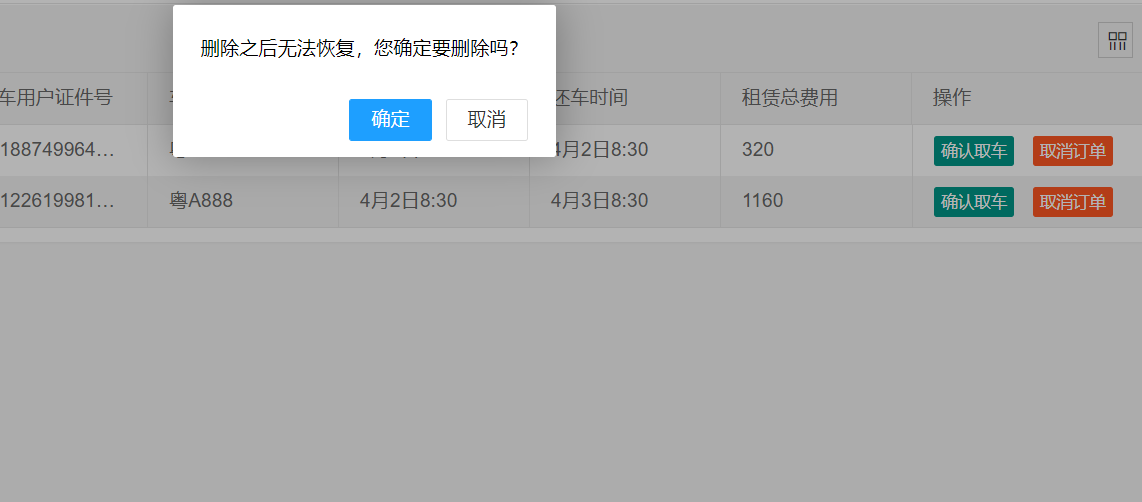 删除之后无法恢复，您确定要删除吗？
确定 取消
车用户证件号 还车时间 租赁总费用 操作
188749964… 4月2日8:30 320 确认取车 取消订单
122619981… 粤A888 4月2日8:30 4月3日8:30 1160 确认取车 取消订单